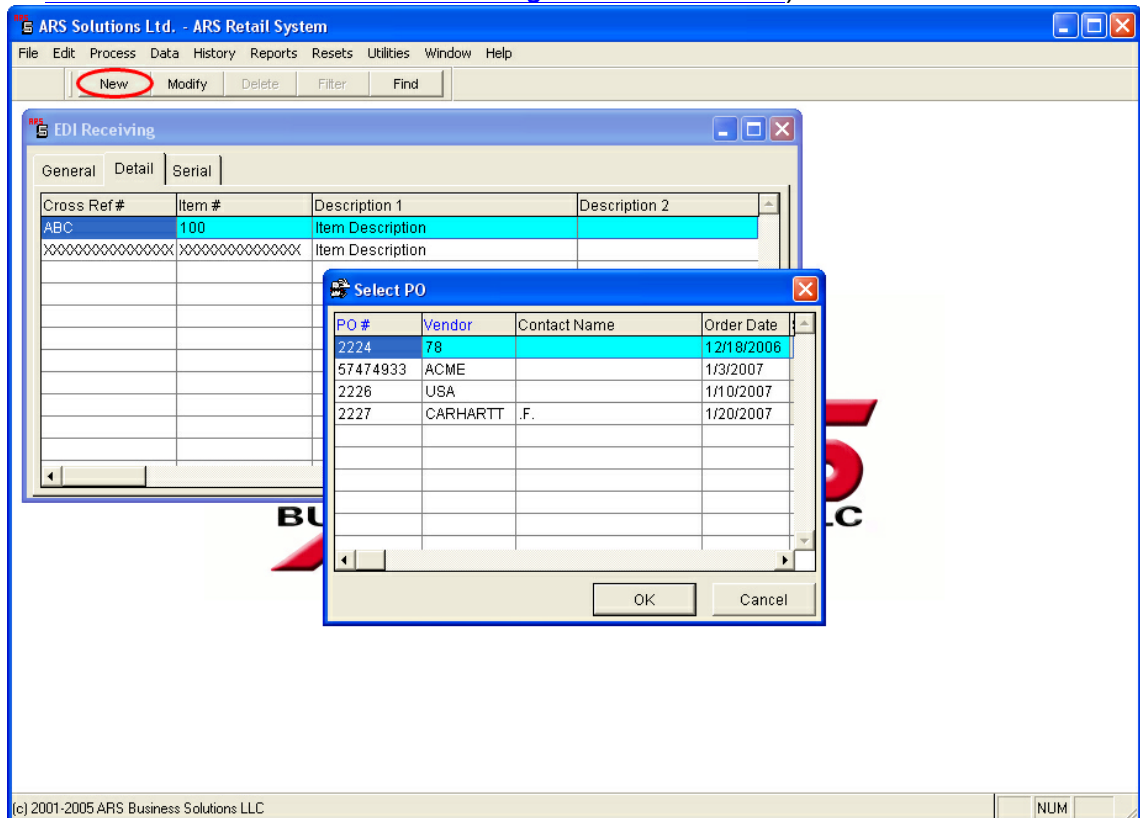 ARS Solutions Ltd. - ARS Retail System
File Edit Process Data History Reports Resets Utilities Window Help
New Modify Delete Filter Find
EDI Receiving
General Detail Serial
Cross Ref # Item # Description 1 Description 2
ABC 100 Item Description
XXXXXXXXXXXXXXX XXXXXXXXXXXXXX Item Description
Select PO
PO # Vendor Contact Name Order Date
2224 78 12/18/2006
57474933 ACME 1/3/2007
2226 USA 1/10/2007
2227 CARHARTT .F. 1/20/2007
OK Cancel
(c) 2001-2005 ARS Business Solutions LLC NUM